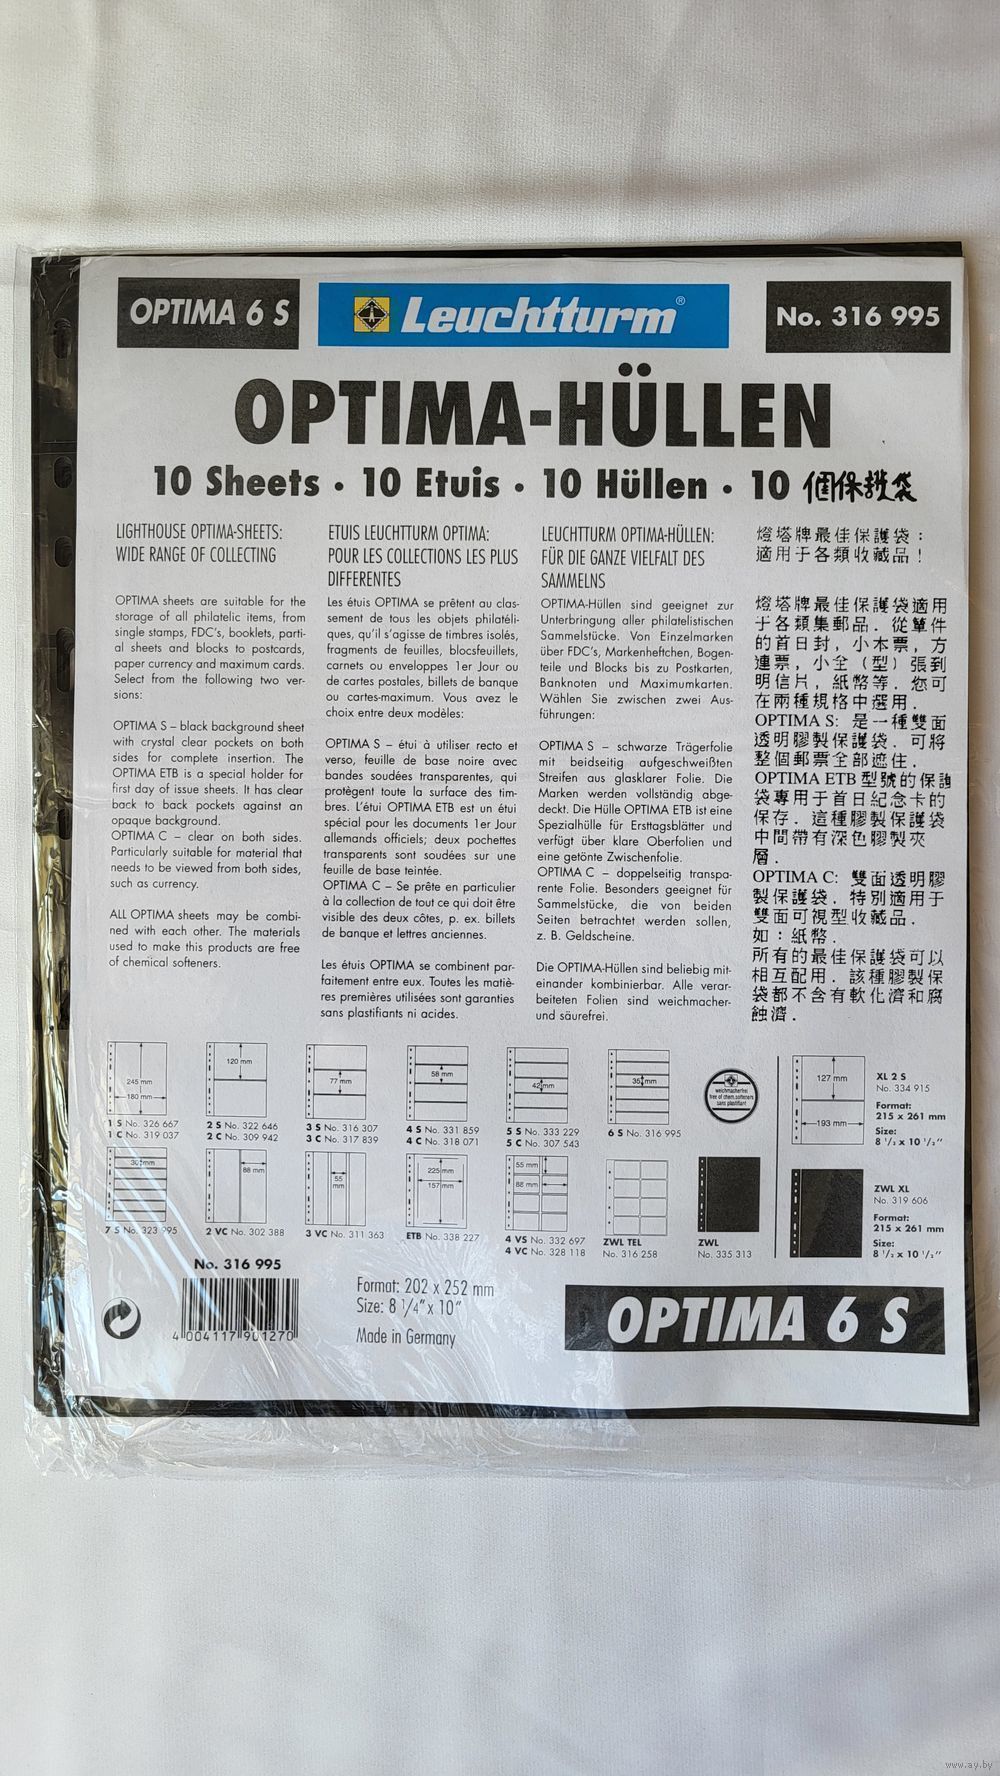 OPTIMA 6 S
Leuchtturm®
No. 316 995
OPTIMA-HÜLLEN
10 Sheets • 10 Etuis • 10 Hüllen • 10 個保護袋
LIGHTHOUSE OPTIMA-SHEETS:
WIDE RANGE OF COLLECTING
OPTIMA sheets are suitable for the
storage of all philatelic items, from
single stamps, FDC's, booklets, parti-
al sheets and blocks to postcards,
paper currency and maximum cards.
Select from the following two ver-
sions:
OPTIMA S – black background sheet
with crystal clear pockets on both
sides for complete insertion. The
OPTIMA ETB is a special holder for
first day of issue sheets. It has clear
back to back pockets against an
opaque background.
OPTIMA C – clear on both sides.
Particularly suitable for material that
needs to be viewed from both sides,
such as currency.
ALL OPTIMA sheets may be combi-
ned with each other. The materials
used to make this products are free
of chemical softeners.
ETUIS LEUCHTTURM OPTIMA:
POUR LES COLLECTIONS LES PLUS
DIFFERENTES
Les étuis OPTIMA se prêtent au clas-
sement de tous les objets philatéli-
ques, qu'il s'agisse de timbres isolés,
fragments de feuilles, blocsfeuillets,
carnets ou enveloppes 1er Jour ou
de cartes postales, billets de banque
ou cartes-maximum. Vous avez le
choix entre deux modèles:
OPTIMA S – étui à utiliser recto et
verso, feuille de base noire avec
bandes soudées transparentes, qui
protègent toute la surface des tim-
bres. L'étui OPTIMA ETB est un étui
spécial pour les documents 1er Jour
allemands officiels; deux pochettes
transparents sont soudées sur une
feuille de base teintée.
OPTIMA C – Se prête en particulier
à la collection de tout ce qui doit être
visible des deux côtes, p. ex. billets
de banque et lettres anciennes.
Les étuis OPTIMA se combinent par-
faitement entre eux. Toutes les matiè-
res premières utilisées sont garanties
sans plastifiants ni acides.
LEUCHTTURM OPTIMA-HÜLLEN:
FÜR DIE GANZE VIELFALT DES
SAMMELNS
OPTIMA-Hüllen sind geeignet zur
Unterbringung aller philatelistischen
Sammelstücke. Von Einzelmarken
über FDC's, Markenheftchen, Bogen-
teile und Blocks bis zu Postkarten,
Banknoten und Maximumkarten.
Wählen Sie zwischen zwei Aus-
führungen:
OPTIMA S – schwarze Trägerfolie
mit beidseitig aufgeschweißten
Streifen aus glasklarer Folie. Die
Marken werden vollständig abge-
deckt. Die Hülle OPTIMA ETB ist eine
Spezialhülle für Ersttagsblätter und
verfügt über klare Oberfolien und
eine getönte Zwischenfolie.
OPTIMA C – doppelseitig transpa-
rente Folie. Besonders geeignet für
Sammelstücke, die von beiden
Seiten betrachtet werden sollen,
z. B. Geldscheine.
Die OPTIMA-Hüllen sind beliebig mit-
einander kombinierbar. Alle verar-
beiteten Folien sind weichmacher-
und säurefrei.
燈塔牌最佳保護袋：
適用于各類收藏品！
燈塔牌最佳保護袋適用
于各類集郵品．從單件
的首日封，小本票，方
連票，小全（型）張到
明信片，紙幣等．您可
在兩種規格中選用．
OPTIMA S: 是一種雙面
透明膠製保護袋．可將
整個郵票全部遮住．
OPTIMA ETB 型號的保護
袋專用于首日紀念卡的
保存．這種膠製保護袋
中間帶有深色膠製夾
層．
OPTIMA C: 雙面透明膠
製保護袋．特別適用于
雙面可視型收藏品．
如：紙幣．
所有的最佳保護袋可以
相互配用．該種膠製保
袋都不含有軟化濟和腐
蝕濟．
245 mm
180 mm
1 S No. 326 667
1 C No. 319 037
120 mm
2 S No. 322 646
2 C No. 309 942
77 mm
3 S No. 316 307
3 C No. 317 839
58 mm
4 S No. 331 859
4 C No. 318 071
42 mm
5 S No. 333 229
5 C No. 307 543
35 mm
6 S No. 316 995
weichmacherfrei
free of chem. softeners
sans plastifiant
127 mm
193 mm
XL 2 S
No. 334 915
Format:
215 x 261 mm
Size:
8 1/2 x 10 1/2"
30 mm
7 S No. 323 995
88 mm
2 VC No. 302 388
55
mm
3 VC No. 311 363
225 mm
157 mm
ETB No. 338 227
55 mm
88 mm
4 VS No. 332 697
4 VC No. 328 118
ZWL TEL
No. 316 258
ZWL
No. 335 313
ZWL XL
No. 319 606
Format:
215 x 261 mm
Size:
8 1/2 x 10 1/2"
No. 316 995
4 004117 901270
Format: 202 x 252 mm
Size: 8 1/4" x 10"
Made in Germany
OPTIMA 6 S
www.ay.by